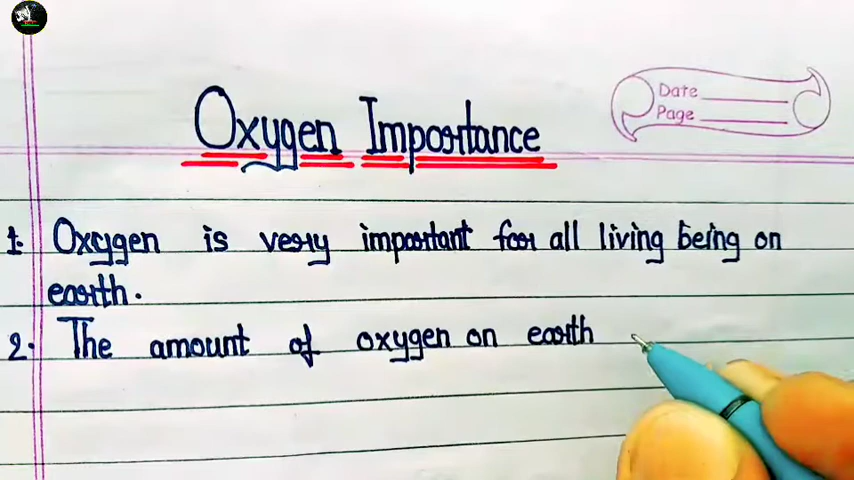 Oxygen Importance
Date
Page
1. Oxygen is very important for all living being on
earth.
2. The amount of oxygen on earth